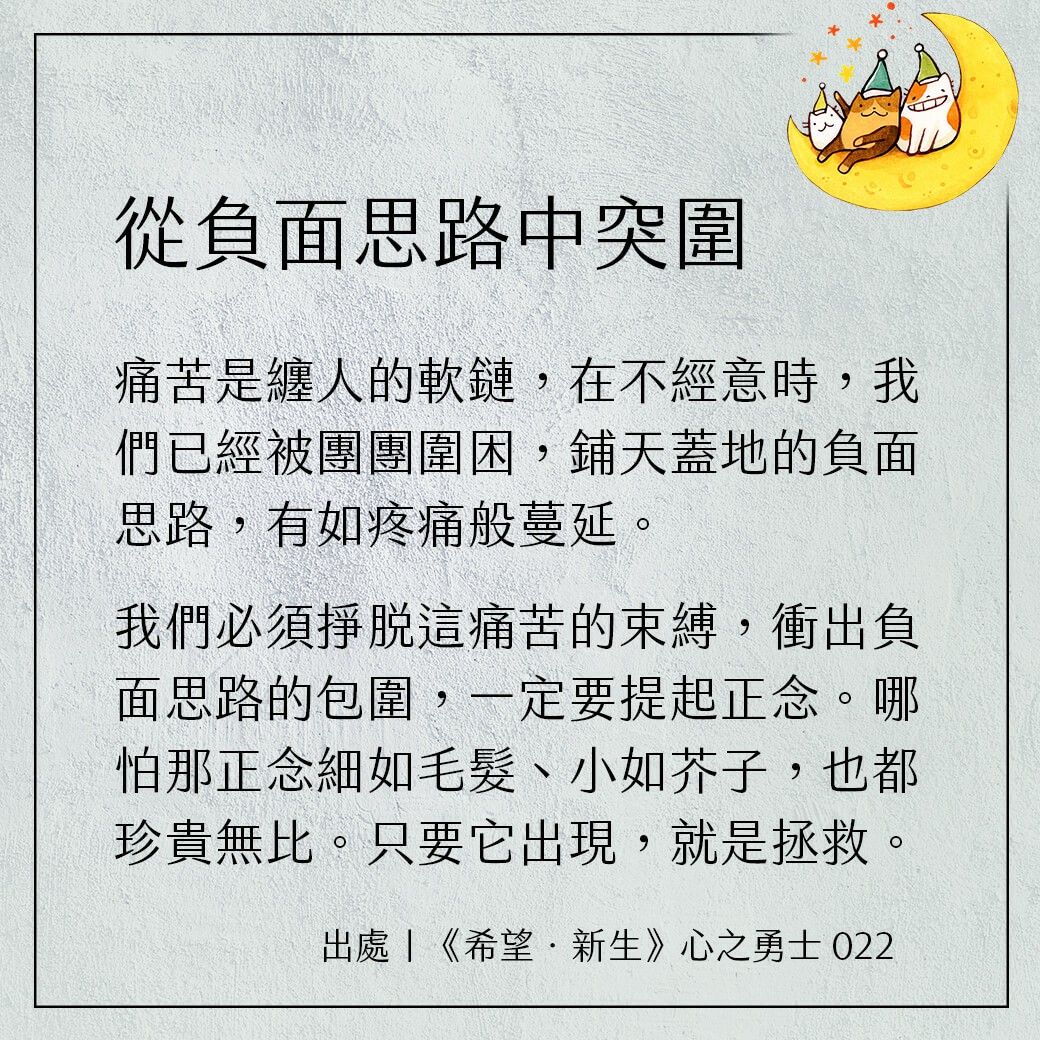 從負面思路中突圍
痛苦是纏人的軟鏈，在不經意時，我
們已經被團團圍困，鋪天蓋地的負面
思路，有如疼痛般蔓延。
我們必須掙脱這痛苦的束縛，衝出負
面思路的包圍，一定要提起正念。哪
怕那正念細如毛髮、小如芥子，也都
珍貴無比。只要它出現，就是拯救。
出處｜《希望．新生》心之勇士 022